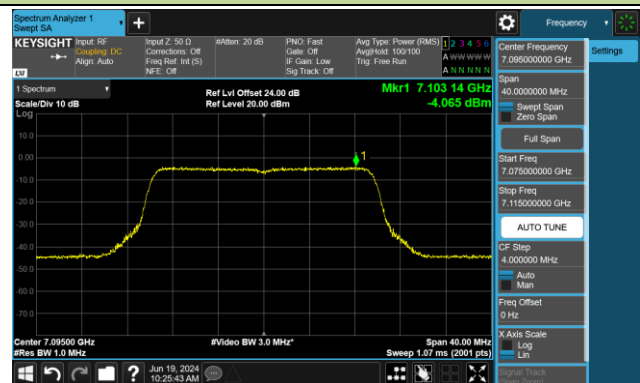 Spectrum Analyzer 1
Swept SA
+
Frequency
KEYSIGHT
Input: RF
Coupling: DC
Align: Auto
Input Z: 50 Ω
Corrections: Off
Freq Ref: Int (S)
NFE: Off
#Atten: 20 dB
PNO: Fast
Gate: Off
IF Gain: Low
Sig Track: Off
Avg Type: Power (RMS)
Avg|Hold: 100/100
Trig: Free Run
1 2 3 4 5 6
A W W W W W
A N N N N N
LXI
1 Spectrum
Scale/Div 10 dB
Log
Ref Lvl Offset 24.00 dB
Ref Level 20.00 dBm
Mkr1 7.103 14 GHz
-4.065 dBm
10.0
0.00
-10.0
-20.0
-30.0
-40.0
-50.0
-60.0
-70.0
1
Center 7.09500 GHz
#Res BW 1.0 MHz
#Video BW 3.0 MHz*
Span 40.00 MHz
Sweep 1.07 ms (2001 pts)
Center Frequency
7.095000000 GHz
Settings
Span
40.0000000 MHz
Swept Span
Zero Span
Full Span
Start Freq
7.075000000 GHz
Stop Freq
7.115000000 GHz
AUTO TUNE
CF Step
4.000000 MHz
Auto
Man
Freq Offset
0 Hz
X Axis Scale
Log
Lin
Signal Track
(Span Zoom)
?
Jun 19, 2024
10:25:43 AM